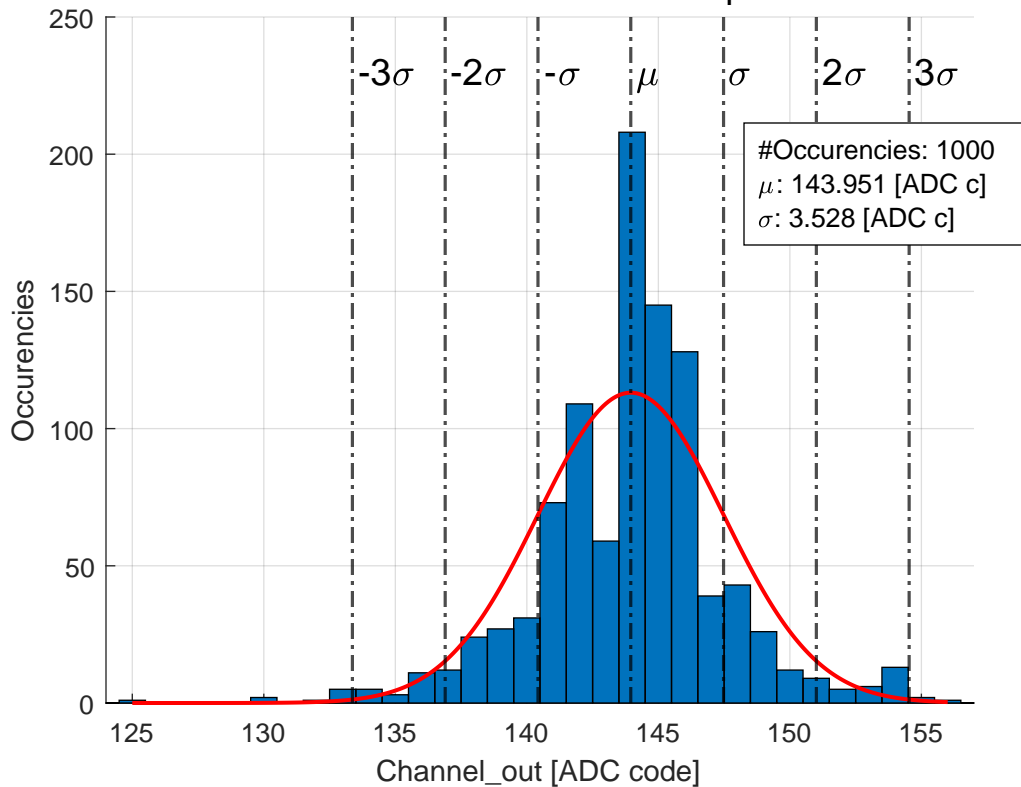 250
200
150
100
50
0
-3σ -2σ -σ μ σ 2σ 3σ
#Occurencies: 1000
μ: 143.951 [ADC c]
σ: 3.528 [ADC c]
Occurencies
125 130 135 140 145 150 155
Channel_out [ADC code]